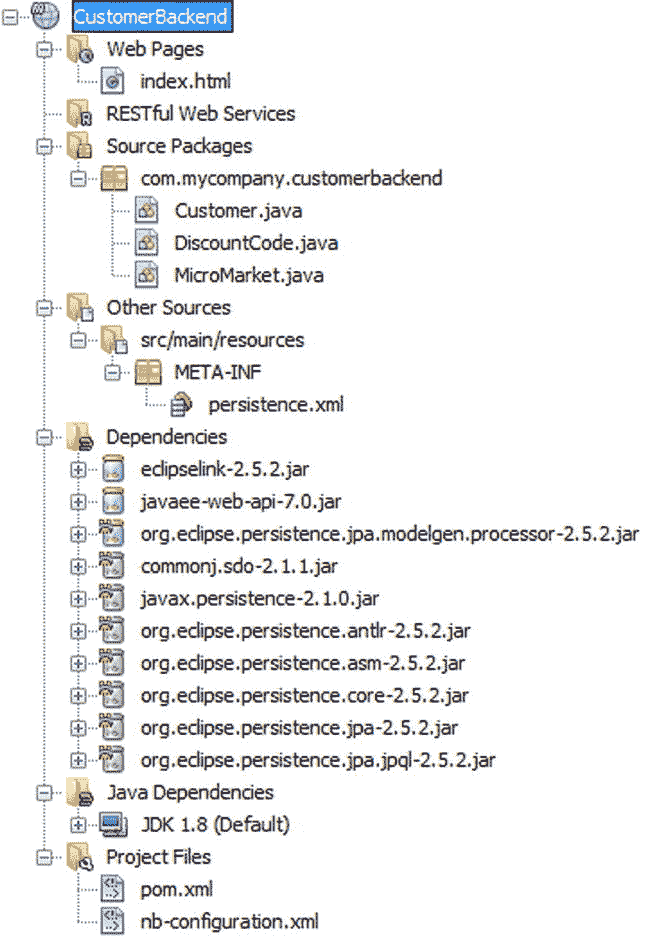 CustomerBackend
Web Pages
index.html
RESTful Web Services
Source Packages
com.mycompany.customerbackend
Customer.java
DiscountCode.java
MicroMarket.java
Other Sources
src/main/resources
META-INF
persistence.xml
Dependencies
eclipselink-2.5.2.jar
javaee-web-api-7.0.jar
org.eclipse.persistence.jpa.modelgen.processor-2.5.2.jar
commonj.sdo-2.1.1.jar
javax.persistence-2.1.0.jar
org.eclipse.persistence.antlr-2.5.2.jar
org.eclipse.persistence.asm-2.5.2.jar
org.eclipse.persistence.core-2.5.2.jar
org.eclipse.persistence.jpa-2.5.2.jar
org.eclipse.persistence.jpa.jpql-2.5.2.jar
Java Dependencies
JDK 1.8 (Default)
Project Files
pom.xml
nb-configuration.xml